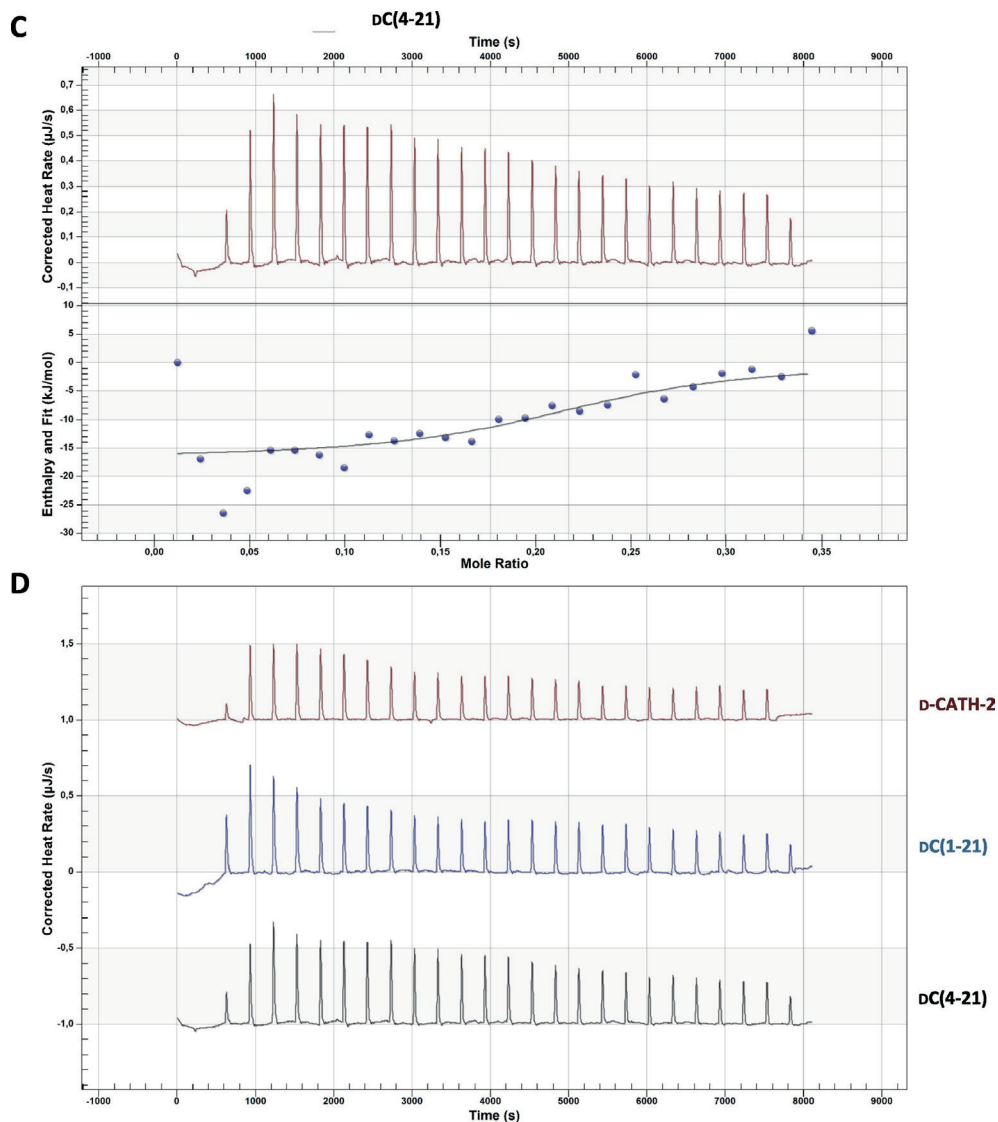 C
DC(4-21)
Time (s)
-1000 0 1000 2000 3000 4000 5000 6000 7000 8000 9000
Corrected Heat Rate (µJ/s)
0,7
0,6
0,5
0,4
0,3
0,2
0,1
0
-0,1
Enthalpy and Fit (kJ/mol)
10
5
0
-5
-10
-15
-20
-25
-30
0,00 0,05 0,10 0,15 0,20 0,25 0,30 0,35
Mole Ratio
D
Corrected Heat Rate (µJ/s)
1,5
1,0
0,5
0
-0,5
-1,0
D-CATH-2
DC(1-21)
DC(4-21)
-1000 0 1000 2000 3000 4000 5000 6000 7000 8000 9000
Time (s)